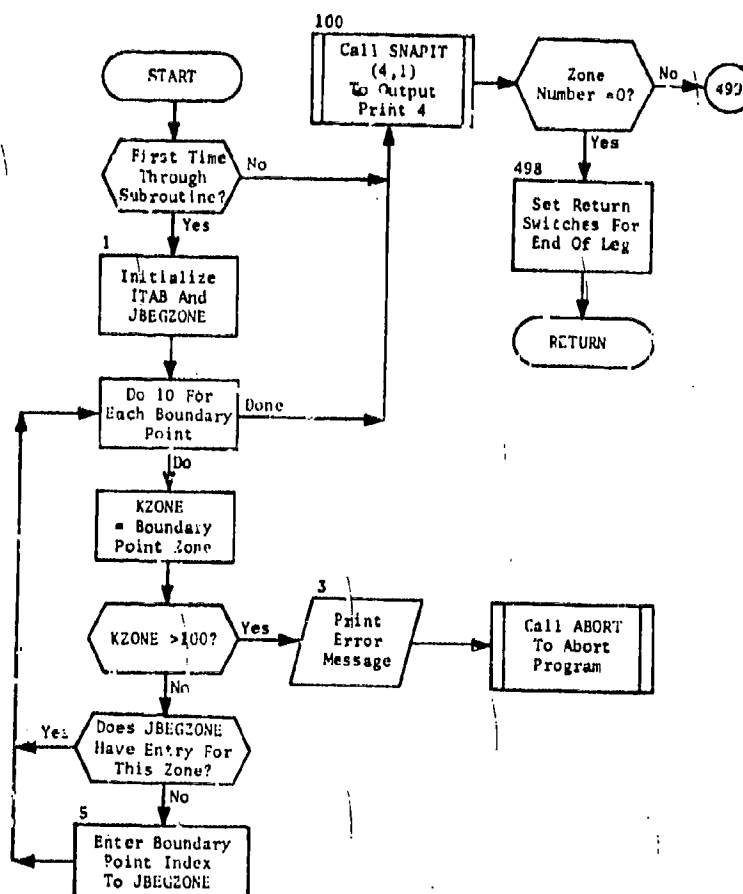 START
First Time
Through
Subroutine?
No
Yes
1
Initialize
ITAB And
JBEGZONE
Do 10 For
Each Boundary
Point
Done
Do
KZONE
= Boundary
Point Zone
KZONE >100?
Yes
No
3
Print
Error
Message
Call ABORT
To Abort
Program
Does JBEGZONE
Have Entry For
This Zone?
Yes
No
5
Enter Boundary
Point Index
To JBEGZONE
100
Call SNAPIT
(4,1)
To Output
Print 4
Zone
Number =0?
No
Yes
498
Set Return
Switches For
End Of Leg
RETURN